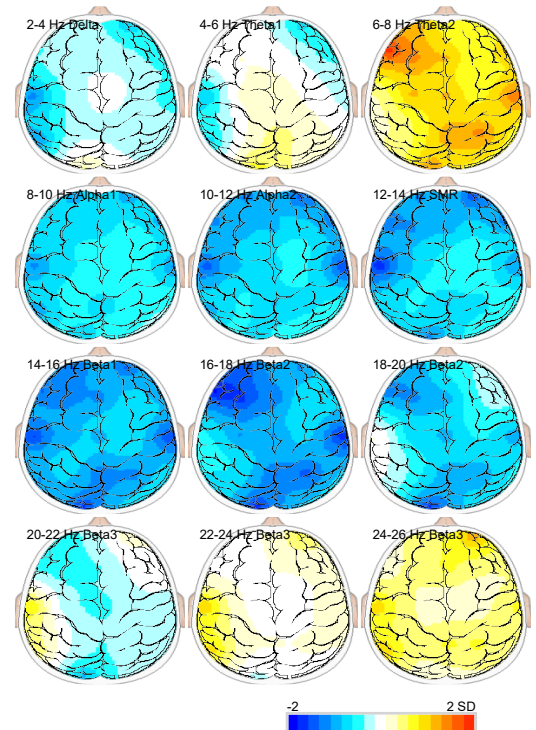 2-4 Hz Delta
4-6 Hz Theta1
6-8 Hz Theta2
8-10 Hz Alpha1
10-12 Hz Alpha2
12-14 Hz SMR
14-16 Hz Beta1
16-18 Hz Beta2
18-20 Hz Beta2
20-22 Hz Beta3
22-24 Hz Beta3
24-26 Hz Beta3
-2 2 SD